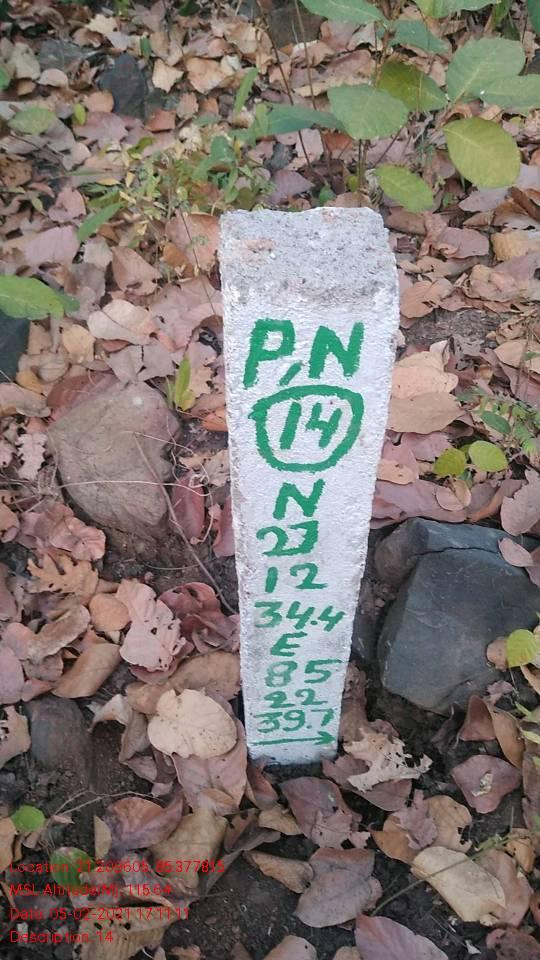 P,N
14
N
21
12
34.4
E
85
22
39.7
Location: 21.209605, 85.377815
MSL Altitude(M): 115.64
Date: 05-02-2021 17:11:11
Description: 14